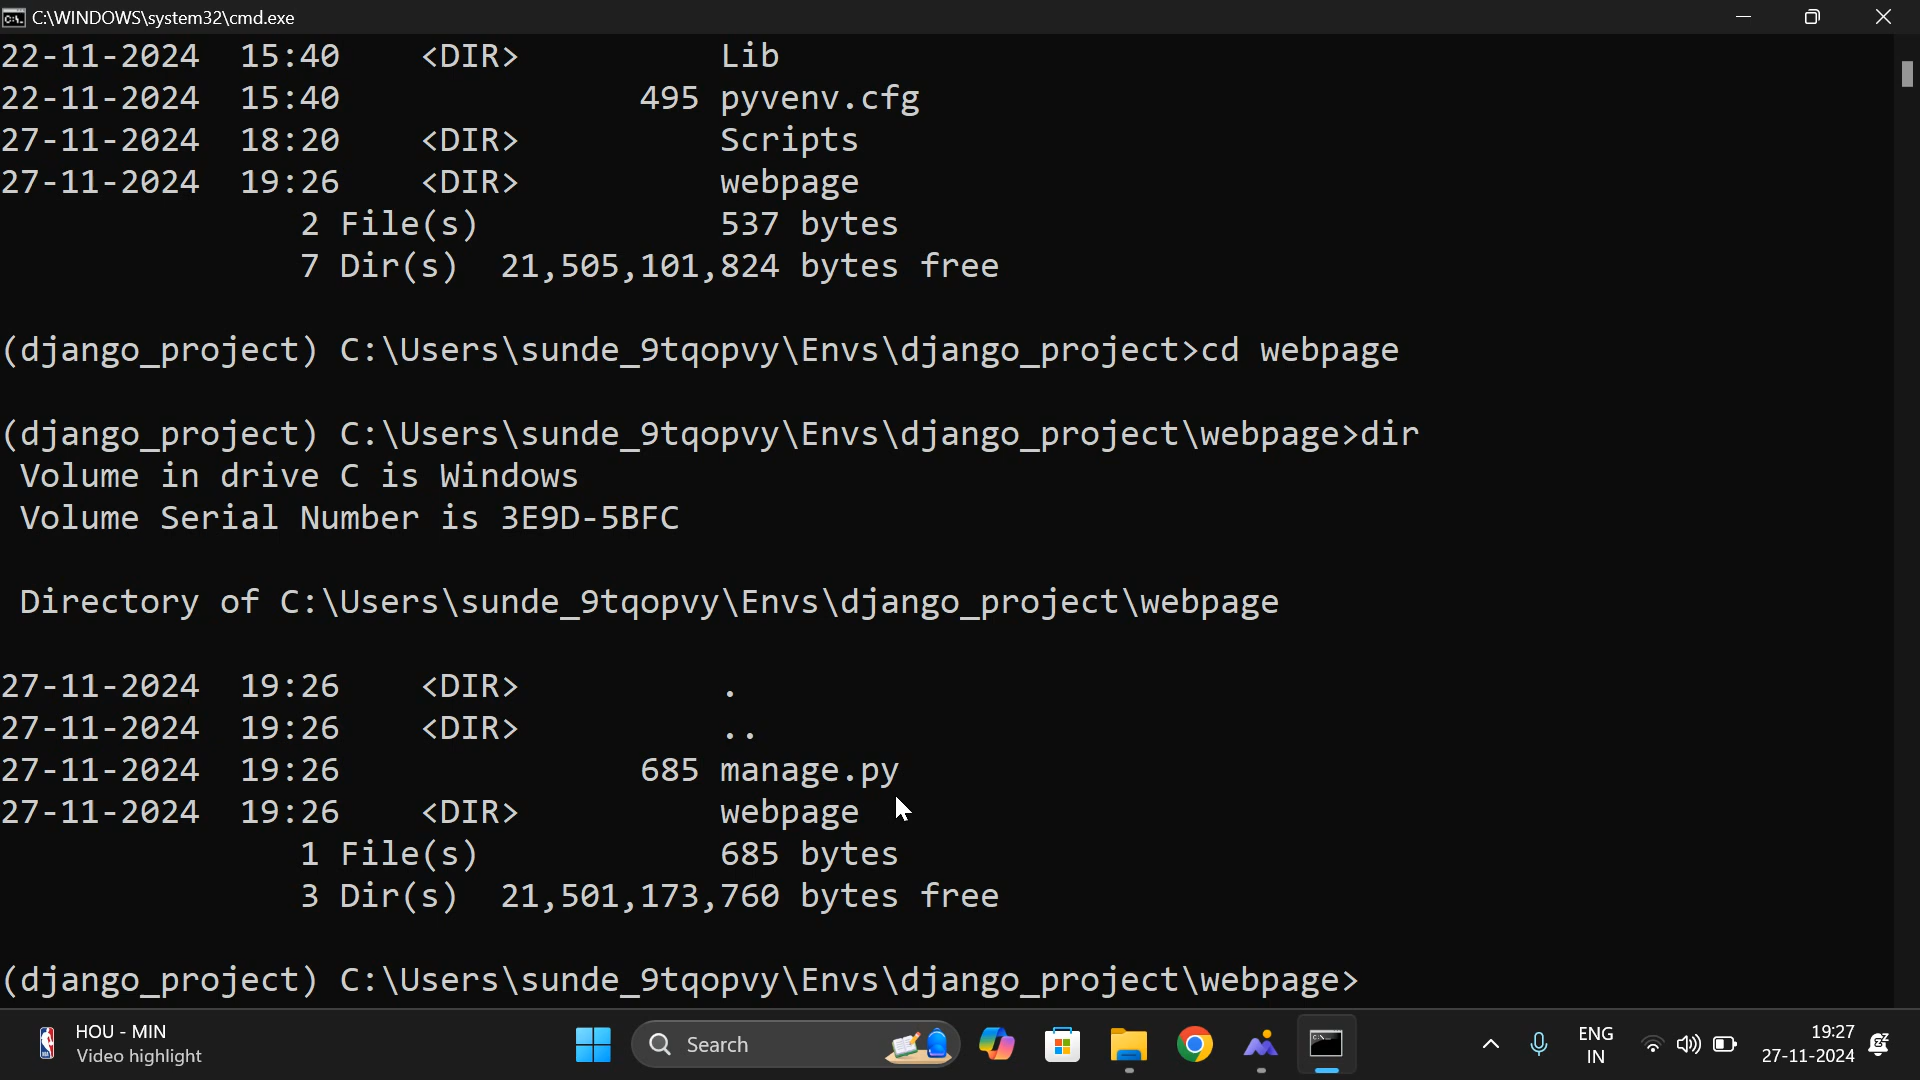 C:\WINDOWS\system32\cmd.exe
22-11-2024  15:40    <DIR>          Lib
22-11-2024  15:40               495 pyvenv.cfg
27-11-2024  18:20    <DIR>          Scripts
27-11-2024  19:26    <DIR>          webpage
               2 File(s)            537 bytes
               7 Dir(s)  21,505,101,824 bytes free
(django_project) C:\Users\sunde_9tqopvy\Envs\django_project>cd webpage
(django_project) C:\Users\sunde_9tqopvy\Envs\django_project\webpage>dir
 Volume in drive C is Windows
 Volume Serial Number is 3E9D-5BFC
 Directory of C:\Users\sunde_9tqopvy\Envs\django_project\webpage
27-11-2024  19:26    <DIR>          .
27-11-2024  19:26    <DIR>          ..
27-11-2024  19:26               685 manage.py
27-11-2024  19:26    <DIR>          webpage
               1 File(s)            685 bytes
               3 Dir(s)  21,501,173,760 bytes free
(django_project) C:\Users\sunde_9tqopvy\Envs\django_project\webpage>
HOU - MIN
Video highlight
Search
ENG
IN
19:27
27-11-2024